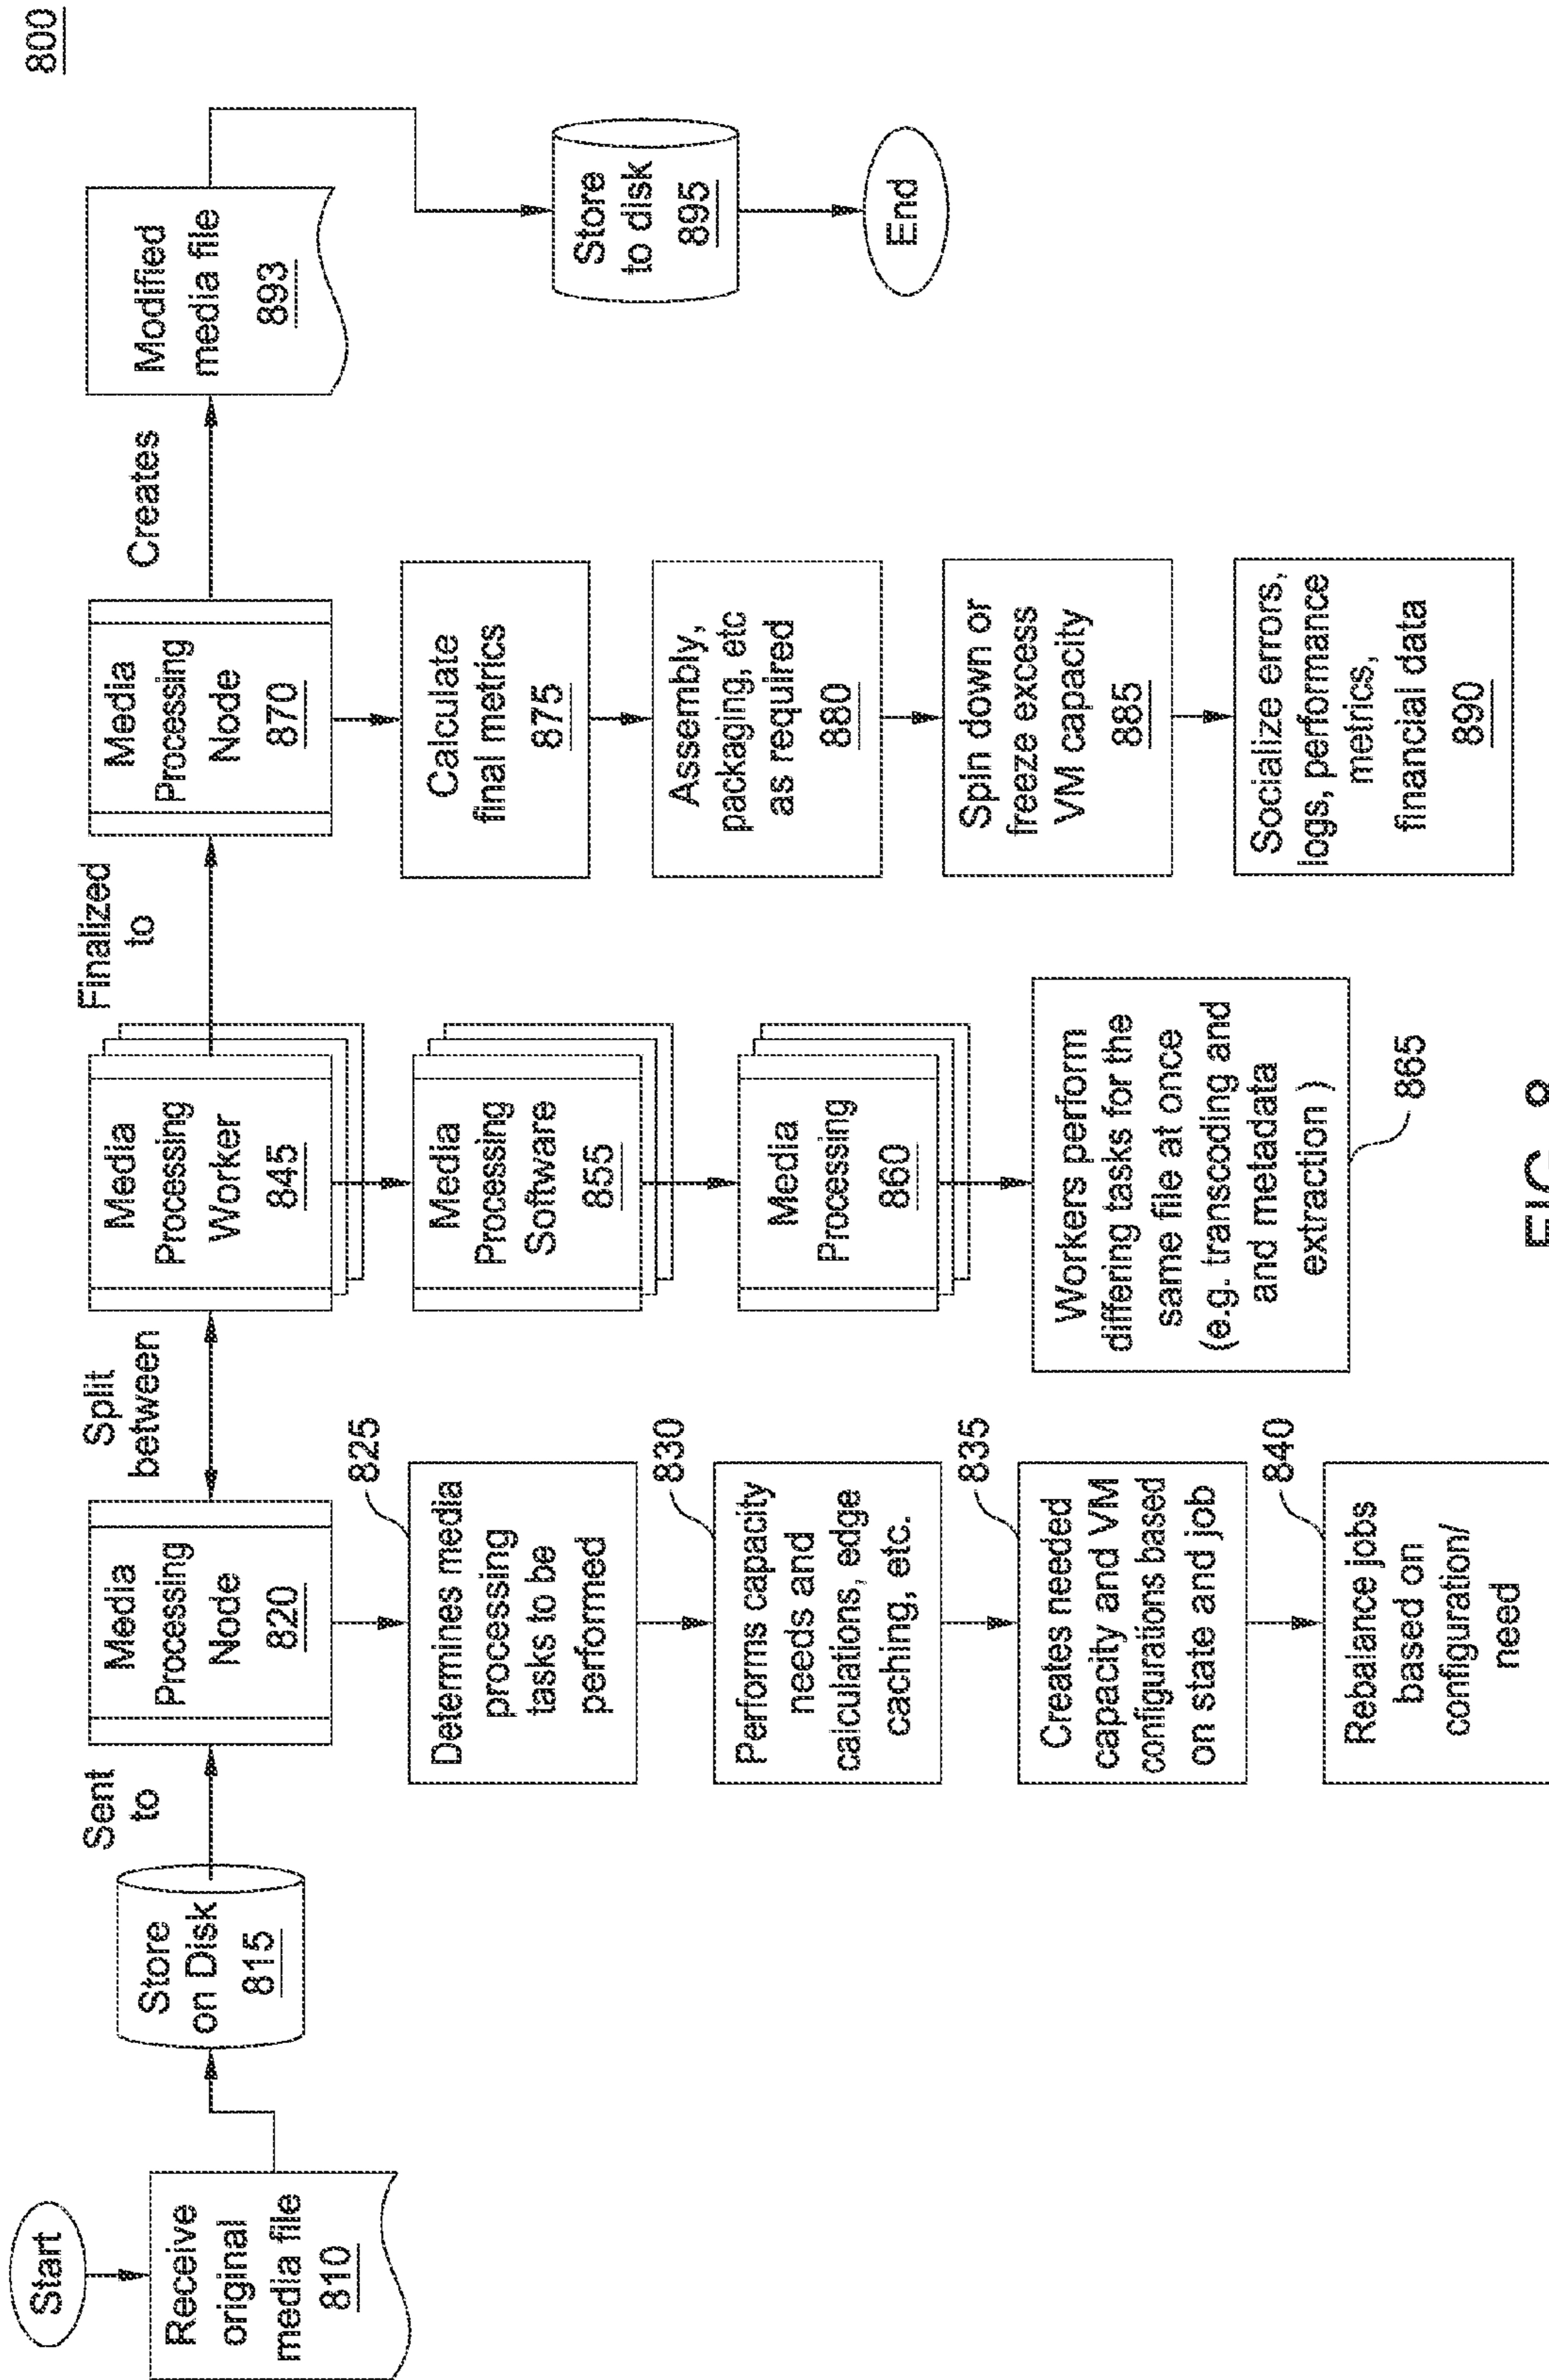 800
Start
Receive
original
media file
810
Store
on Disk
815
Sent
to
Media
Processing
Node
820
Determines media
processing
tasks to be
performed
825
Performs capacity
needs and
calculations, edge
caching, etc.
830
Creates needed
capacity and VM
configurations based
on state and job
835
Rebalance jobs
based on
configuration/
need
840
Split
between
Media
Processing
Worker
845
Media
Processing
Software
855
Media
Processing
860
Workers perform
differing tasks for the
same file at once
(e.g. transcoding and
and metadata
extraction )
865
Finalized
to
Media
Processing
Node
870
Calculate
final metrics
875
Assembly,
packaging, etc
as required
880
Spin down or
freeze excess
VM capacity
885
Socialize errors,
logs, performance
metrics,
financial data
890
Creates
Modified
media file
893
Store
to disk
895
End
FIG. 8